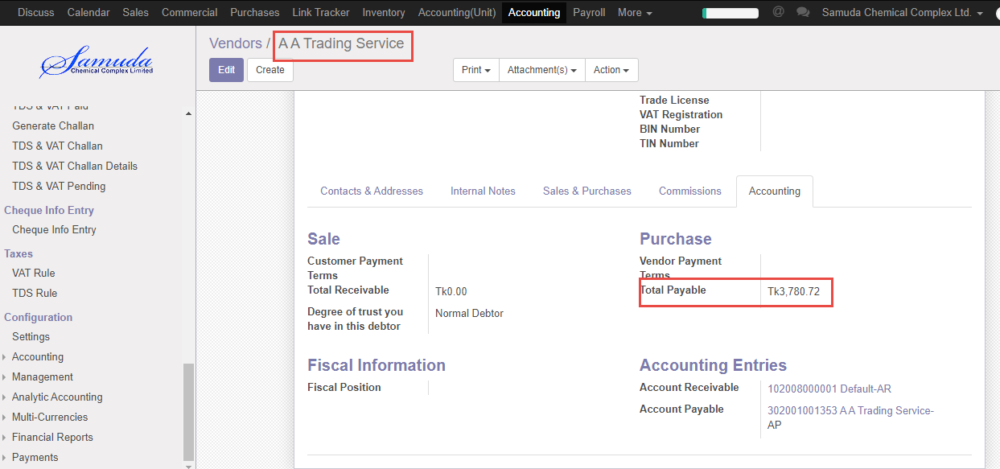 Discuss Calendar Sales Commercial Purchases Link Tracker Inventory Accounting(Unit) Accounting Payroll More @ Samuda Chemical Complex Ltd.
Samuda
Chemical Complex Limited
Vendors / A A Trading Service
Edit Create Print Attachment(s) Action
TDS & VAT Paid
Generate Challan
TDS & VAT Challan
TDS & VAT Challan Details
TDS & VAT Pending
Cheque Info Entry
Cheque Info Entry
Taxes
VAT Rule
TDS Rule
Configuration
Settings
Accounting
Management
Analytic Accounting
Multi-Currencies
Financial Reports
Payments
Trade License
VAT Registration
BIN Number
TIN Number
Contacts & Addresses Internal Notes Sales & Purchases Commissions Accounting
Sale
Customer Payment
Terms
Total Receivable Tk0.00
Degree of trust you
have in this debtor Normal Debtor
Purchase
Vendor Payment
Terms
Total Payable Tk3,780.72
Fiscal Information
Fiscal Position
Accounting Entries
Account Receivable 102008000001 Default-AR
Account Payable 302001001353 A A Trading Service-
AP